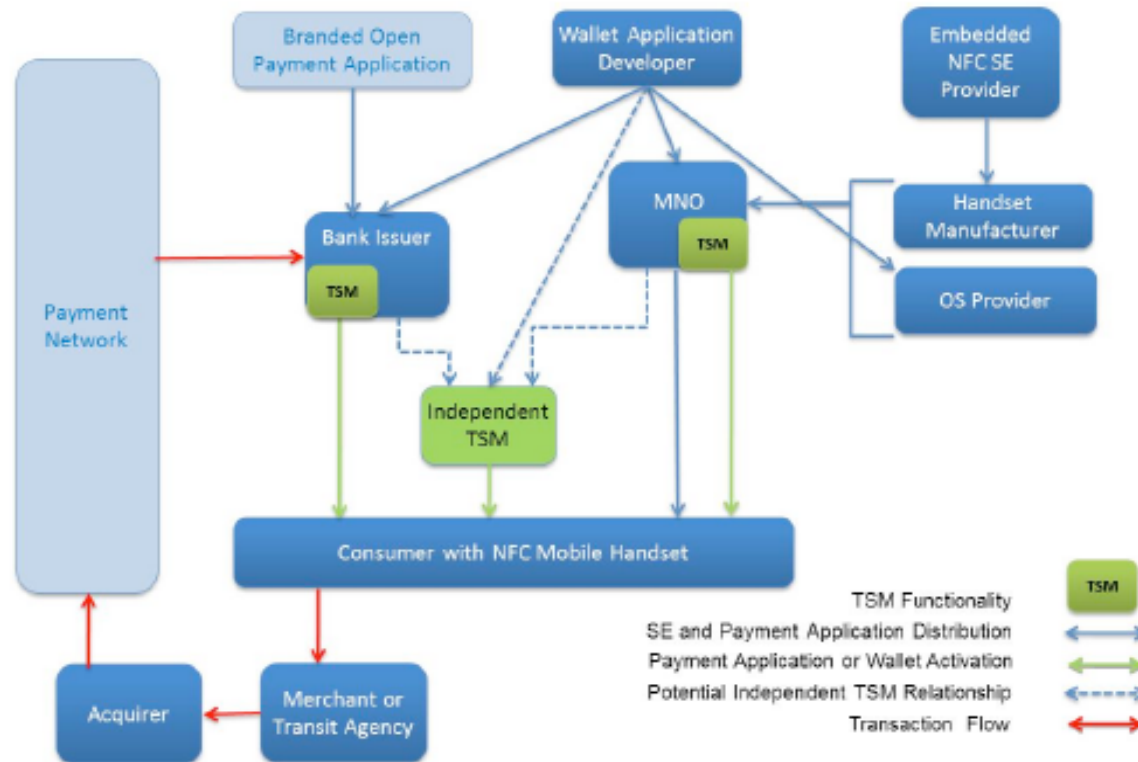 Branded Open
Payment Application
Wallet Application
Developer
Embedded
NFC SE
Provider
MNO
TSM
Handset
Manufacturer
Bank Issuer
TSM
OS Provider
Payment
Network
Independent
TSM
Consumer with NFC Mobile Handset
TSM Functionality
TSM
SE and Payment Application Distribution
Payment Application or Wallet Activation
Potential Independent TSM Relationship
Transaction Flow
Acquirer
Merchant or
Transit Agency